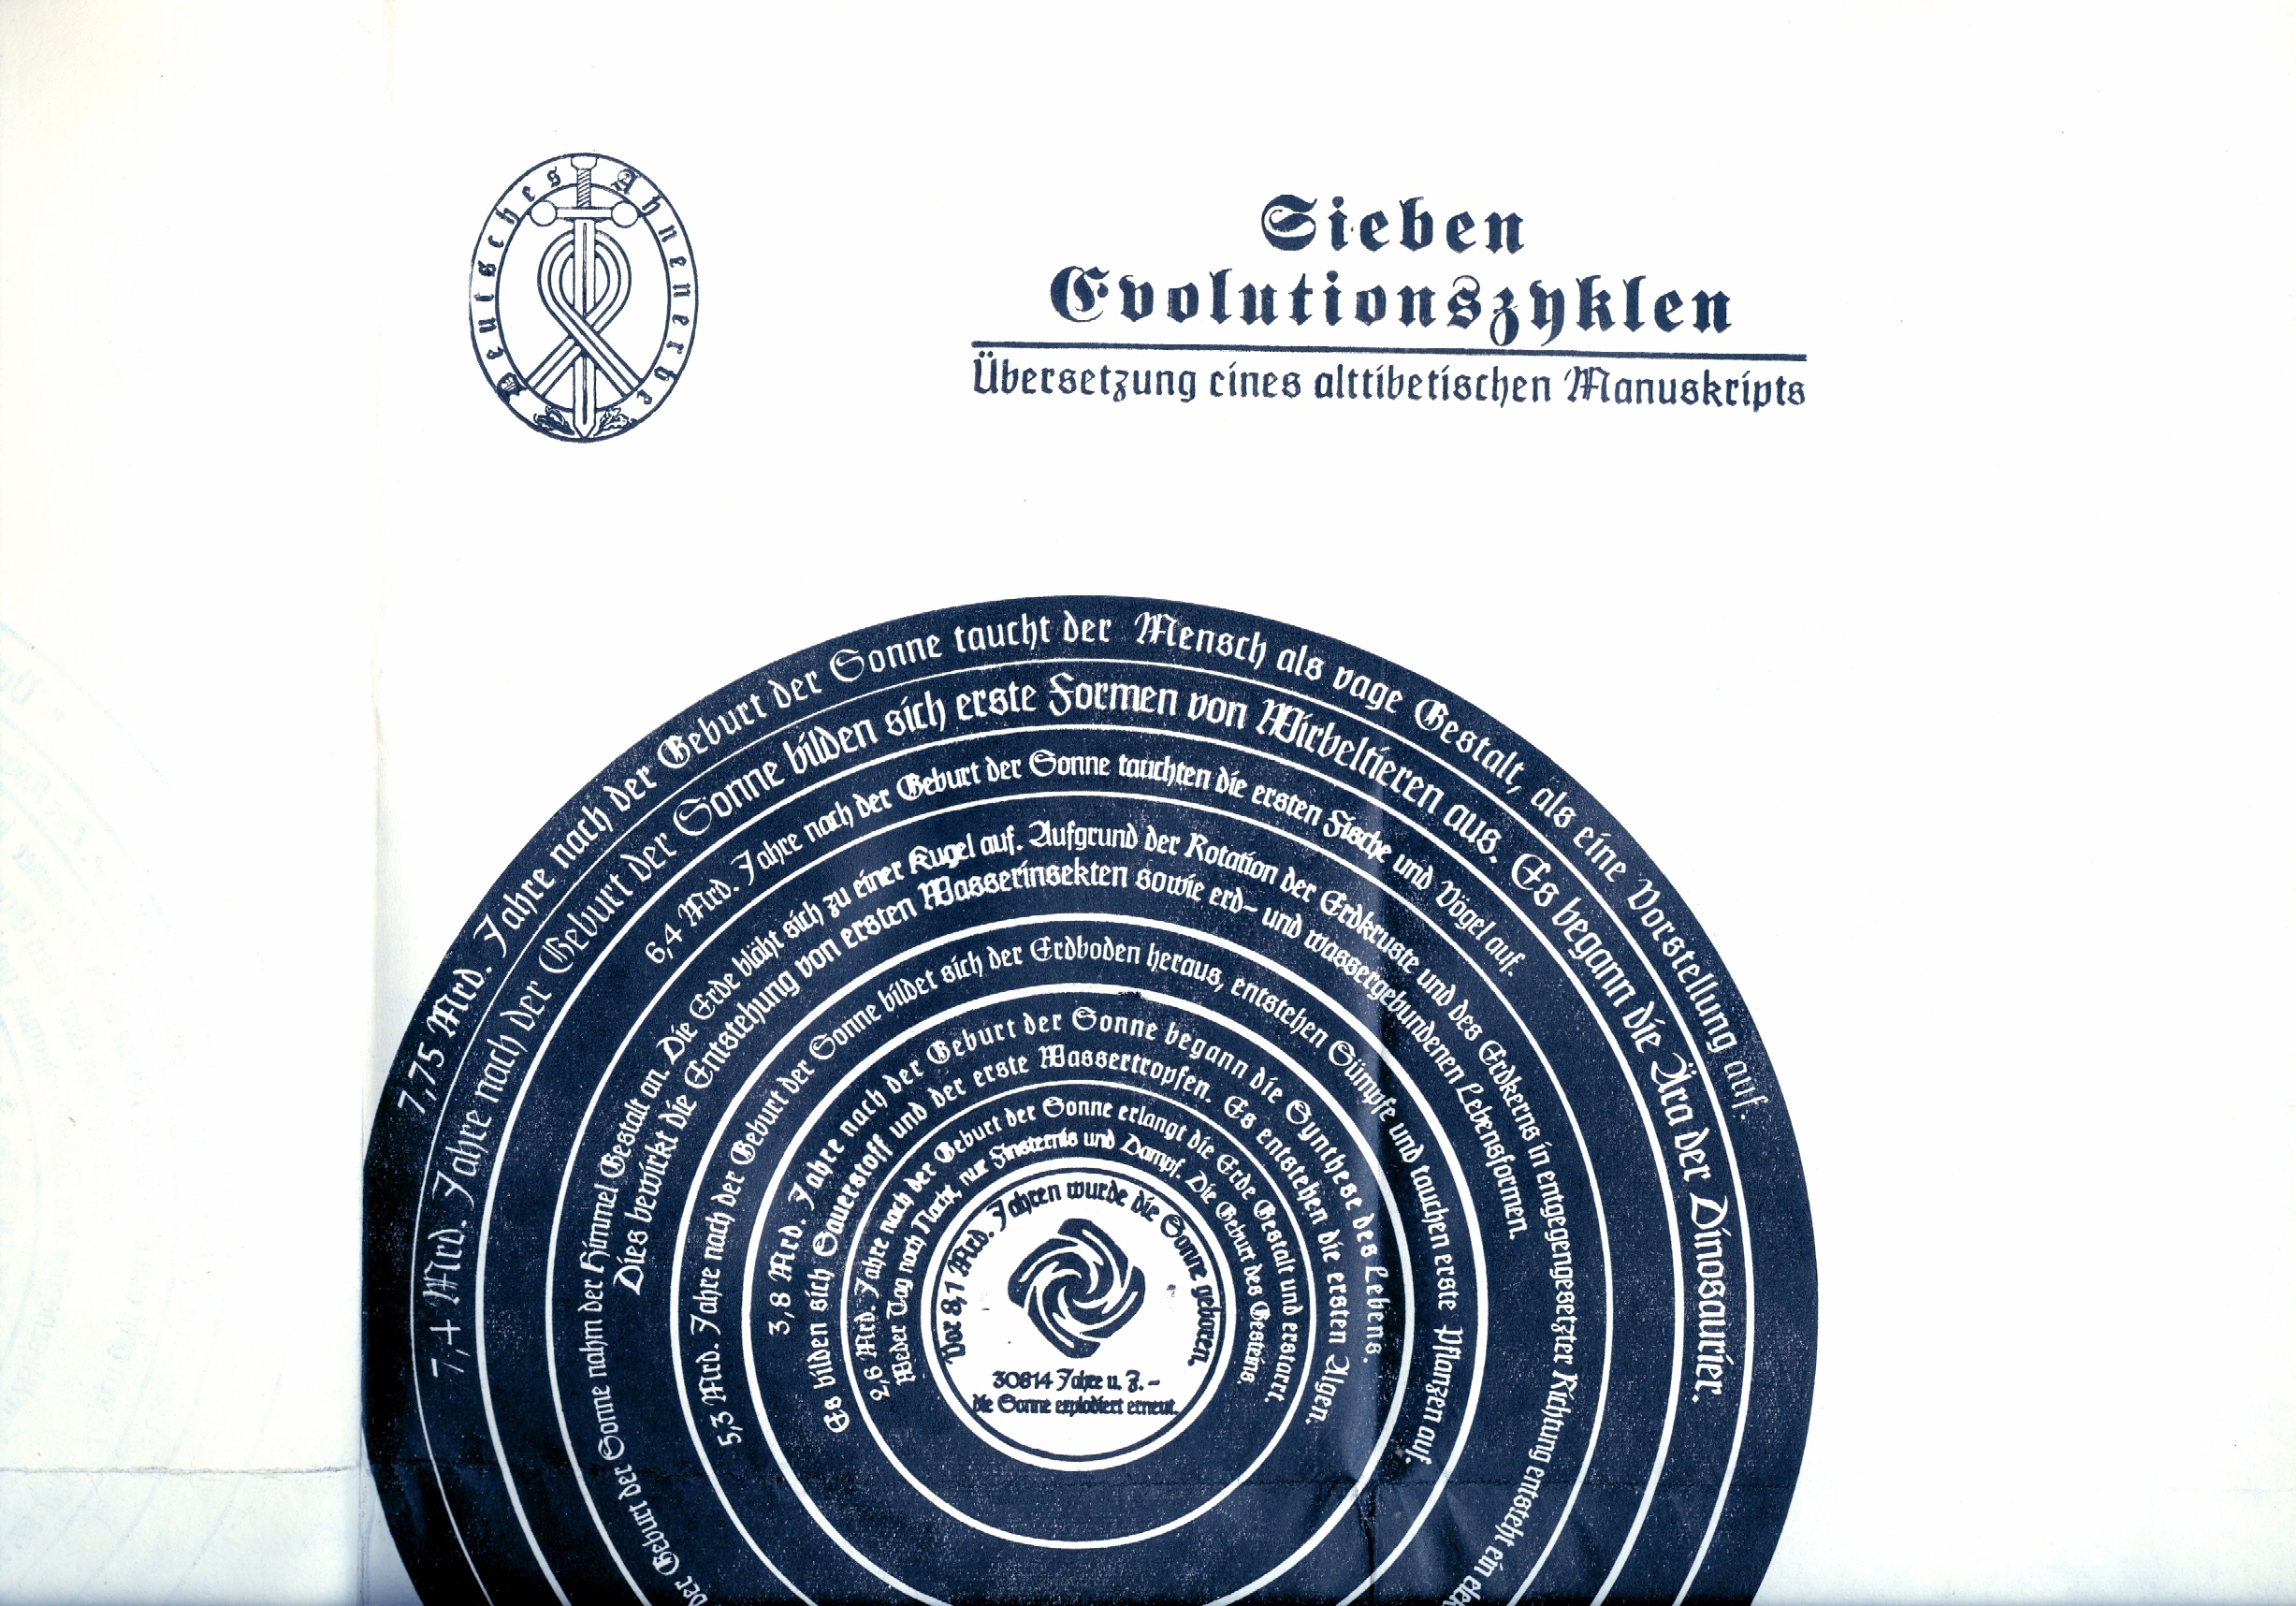 Deutsches Ahnenerbe
Sieben
Evolutionszyklen
Übersetzung eines alttibetischen Manuskripts
7,75 Mrd. Jahre nach der Geburt der Sonne taucht der Mensch als vage Gestalt, als eine Vorstellung auf.
7,4 Mrd. Jahre nach der Geburt der Sonne bilden sich erste Formen von Wirbeltieren aus. Es begann die Ära der Dinosaurier.
6,4 Mrd. Jahre nach der Geburt der Sonne tauchten die ersten Fische und Vögel auf.
der Geburt der Sonne nahm der Himmel Gestalt an. Die Erde bläht sich zu einer Kugel auf. Aufgrund der Rotation der Erdkruste und des Erdkerns in entgegengesetzter Richtung entsteht ein
Dies bewirkt die Entstehung von ersten Wasserinsekten sowie erd- und wassergebundenen Lebensformen.
5,3 Mrd. Jahre nach der Geburt der Sonne bildet sich der Erdboden heraus, entstehen Sümpfe und tauchen erste Pflanzen auf.
3,8 Mrd. Jahre nach der Geburt der Sonne begann die Synthese des Lebens.
Es bilden sich Sauerstoff und der erste Wassertropfen. Es entstehen die ersten Algen.
2,6 Mrd. Jahre nach der Geburt der Sonne erlangt die Erde Gestalt und erstarrt.
Weder Tag noch Nacht, nur Finsternis und Dampf. Die Geburt des Gesteins.
Vor 8,1 Mrd. Jahren wurde die Sonne geboren.
30814 Jahre u. Z. –
die Sonne explodiert erneut.